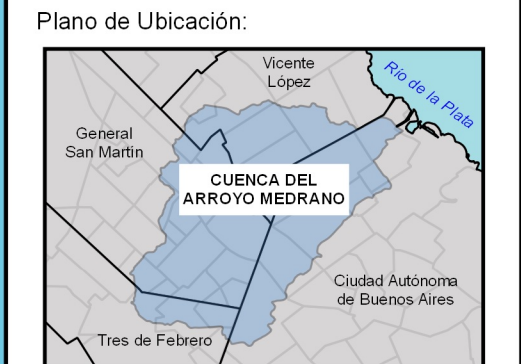 Plano de Ubicación:
Vicente
López
Río de la Plata
General
San Martin
CUENCA DEL
ARROYO MEDRANO
Ciudad Autónoma
de Buenos Aires
Tres de Febrero